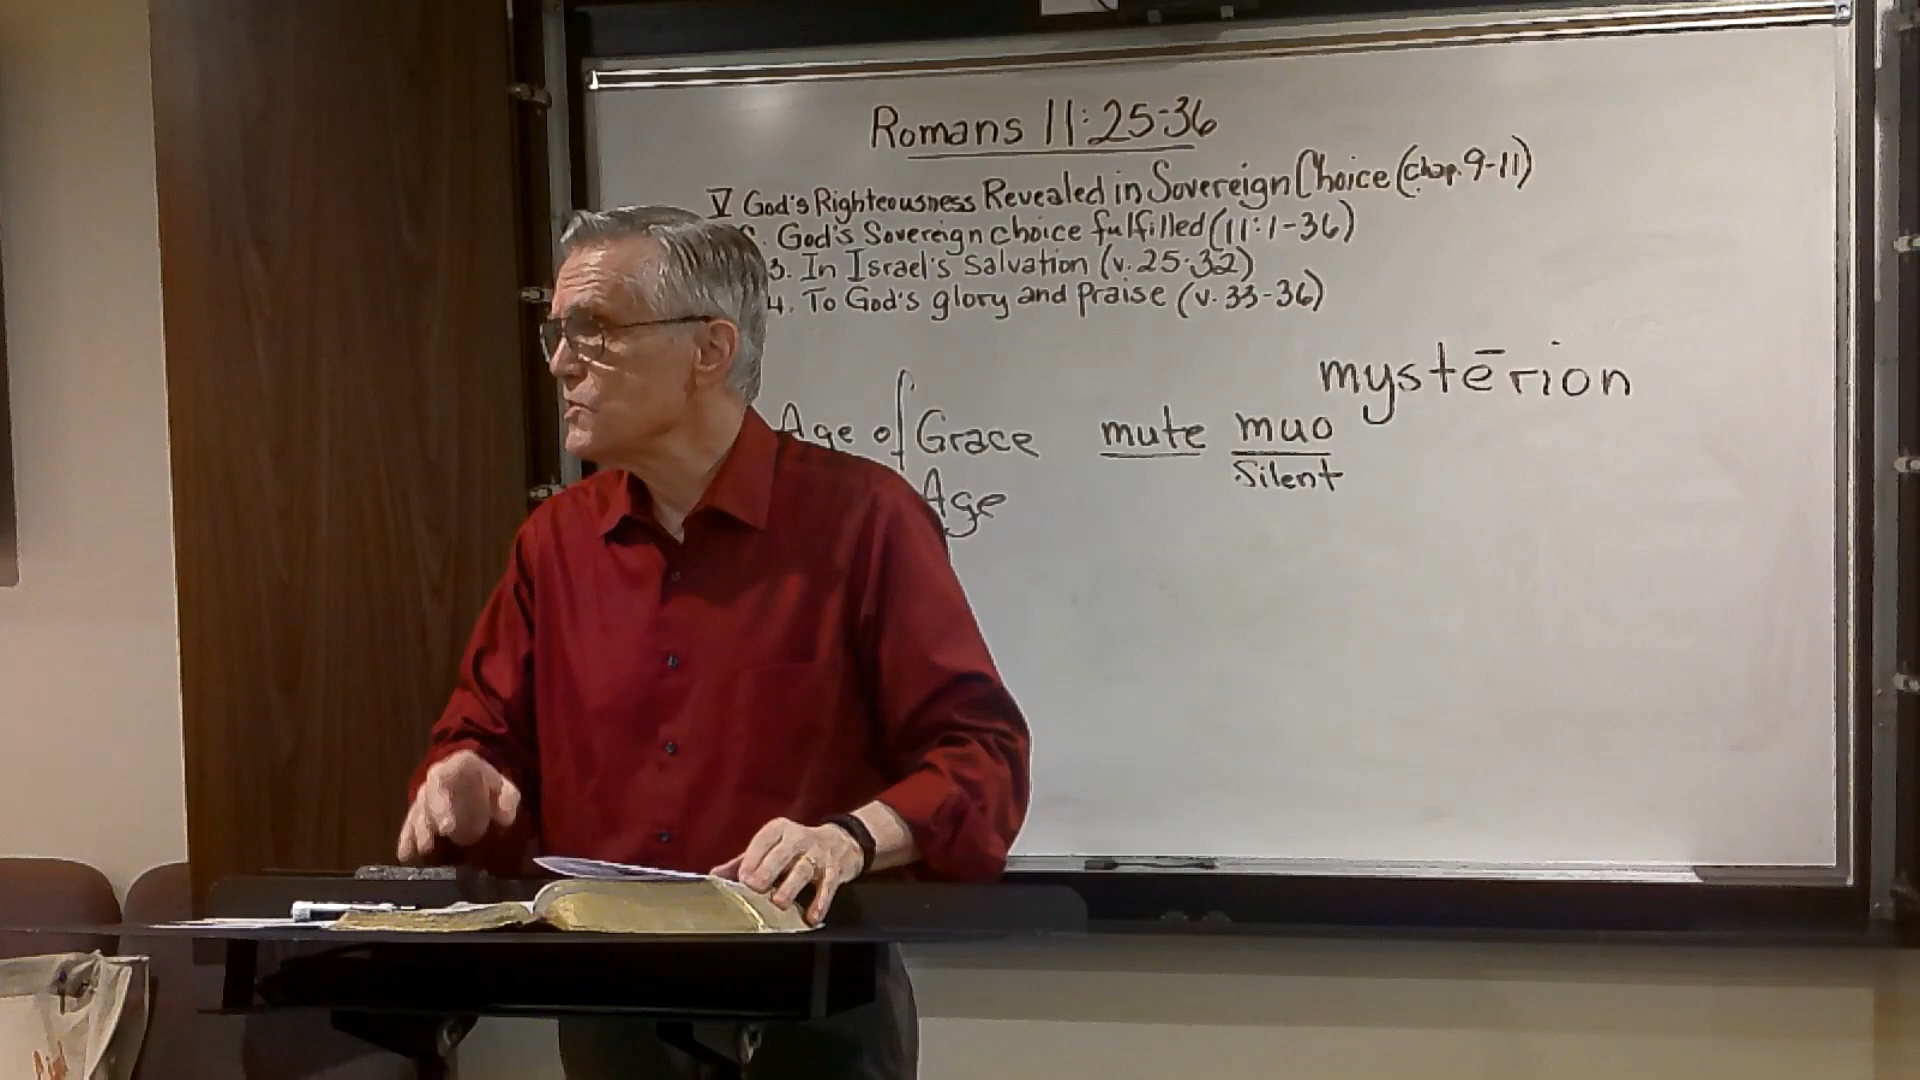 Romans 11:25-36
V God's Righteousness Revealed in Sovereign Choice (Chap. 9-11)
C. God's Sovereign choice fulfilled (11:1-36)
3. In Israel's Salvation (v. 25-32)
4. To God's glory and Praise (v. 33-36)
mystērion
Age of Grace mute muo
Silent
Age